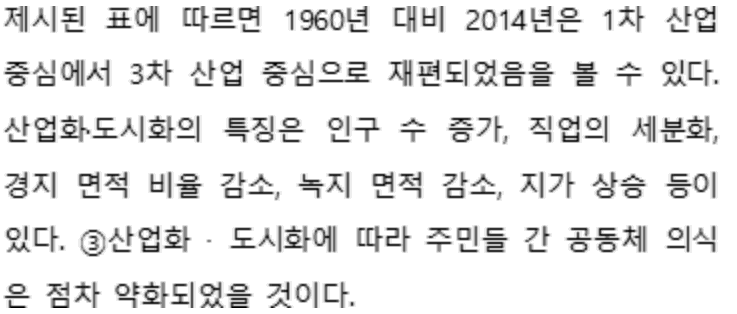 제시된 표에 따르면 1960년 대비 2014년은 1차 산업
중심에서 3차 산업 중심으로 재편되었음을 볼 수 있다.
산업화·도시화의 특징은 인구 수 증가, 직업의 세분화,
경지 면적 비율 감소, 녹지 면적 감소, 지가 상승 등이
있다. ③산업화 · 도시화에 따라 주민들 간 공동체 의식
은 점차 약화되었을 것이다.